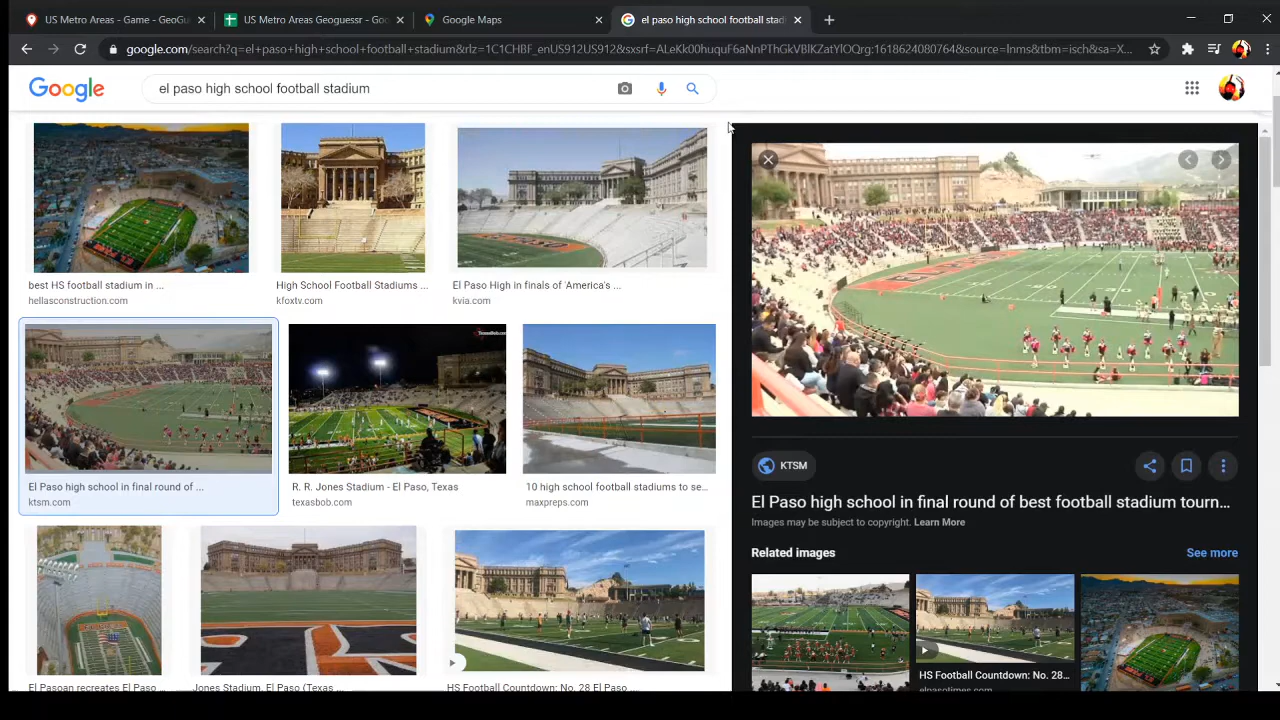 US Metro Areas - Game - GeoGu
US Metro Areas Geoguessr - Goo
Google Maps
el paso high school football stadi
google.com/search?q=el+paso+high+school+football+stadium&rlz=1C1CHBF_enUS912US912&sxsrf=ALeKk00huquF6aNnPThGkVBlKZatYlOQrg:1618624080764&source=lnms&tbm=isch&sa=X...
Google
el paso high school football stadium
best HS football stadium in ...
hellasconstruction.com
High School Football Stadiums ...
kfoxtv.com
El Paso High in finals of 'America's ...
kvia.com
TexasBob.com
El Paso high school in final round of ...
ktsm.com
R. R. Jones Stadium - El Paso, Texas
texasbob.com
10 high school football stadiums to se...
maxpreps.com
KTSM
El Paso high school in final round of best football stadium tourn...
Images may be subject to copyright. Learn More
Related images
See more
HS Football Countdown: No. 28...
elpasotimes.com
El Pasoan recreates El Paso ...
Jones Stadium, El Paso (Texas ...
HS Football Countdown: No. 28 El Paso ...